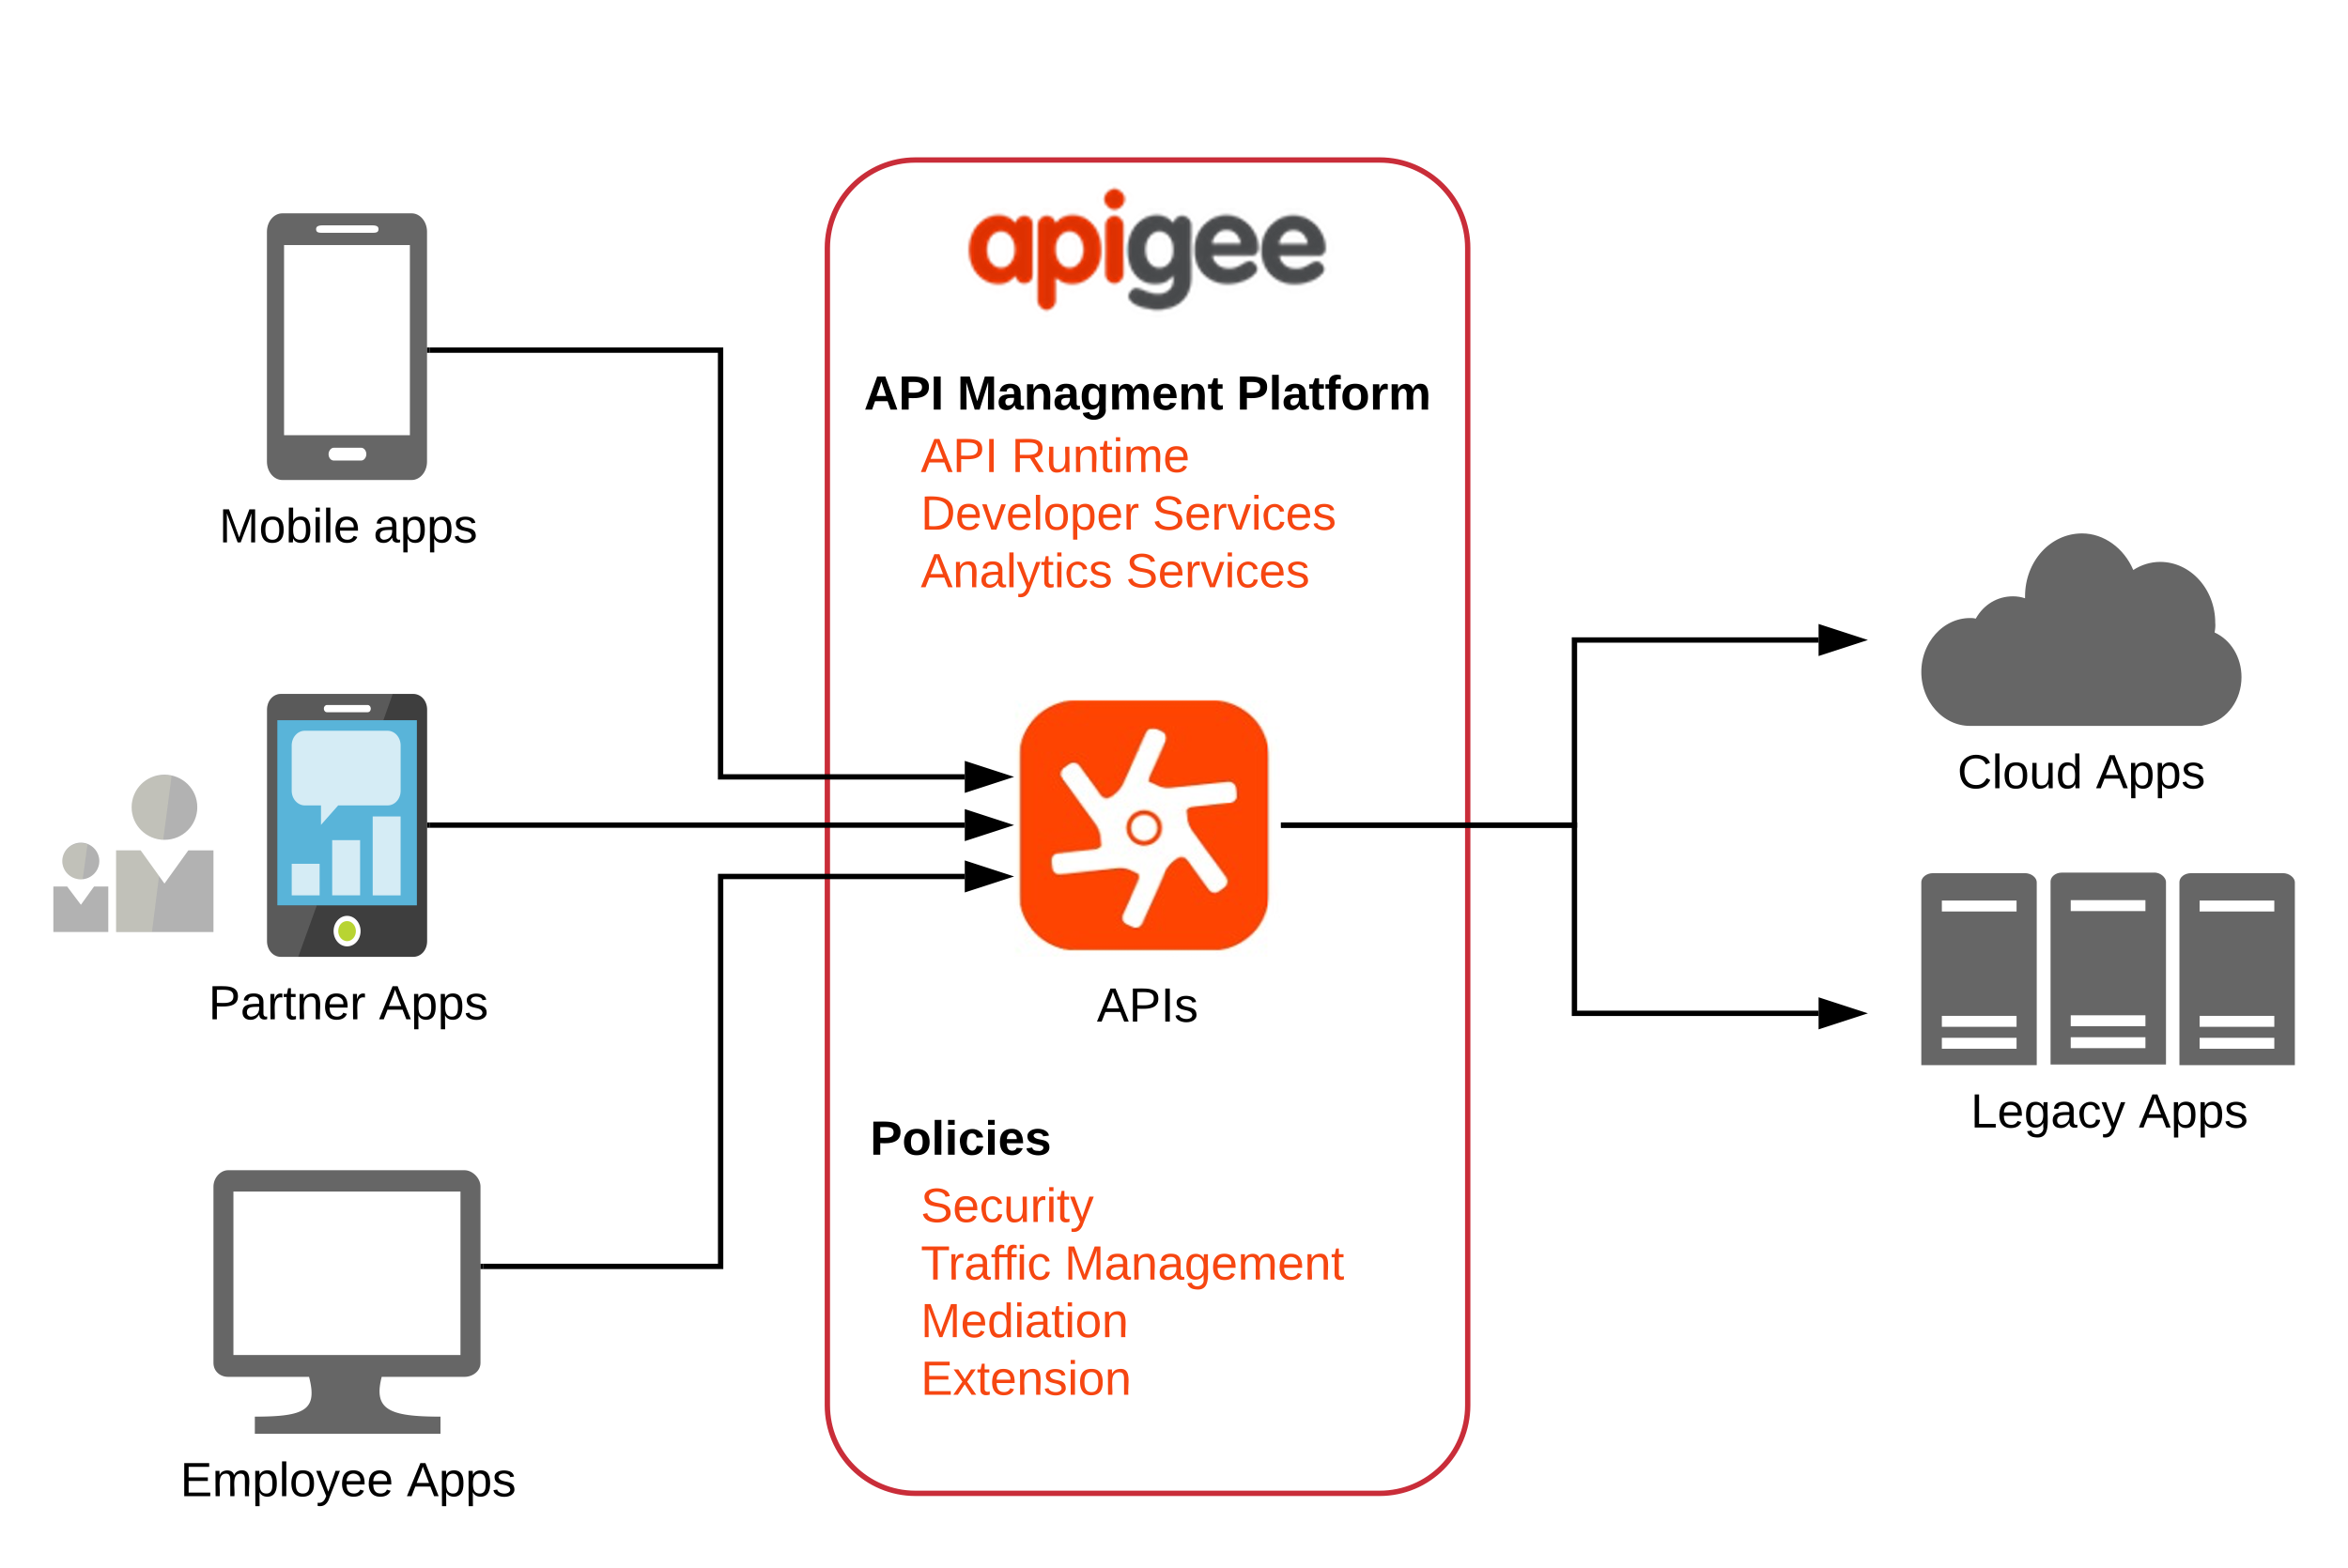 apigee
API Managment Platform
API Runtime
Developer Services
Analytics Services
Mobile apps
Partner Apps
Employee Apps
APIs
Policies
Security
Traffic Management
Mediation
Extension
Cloud Apps
Legacy Apps